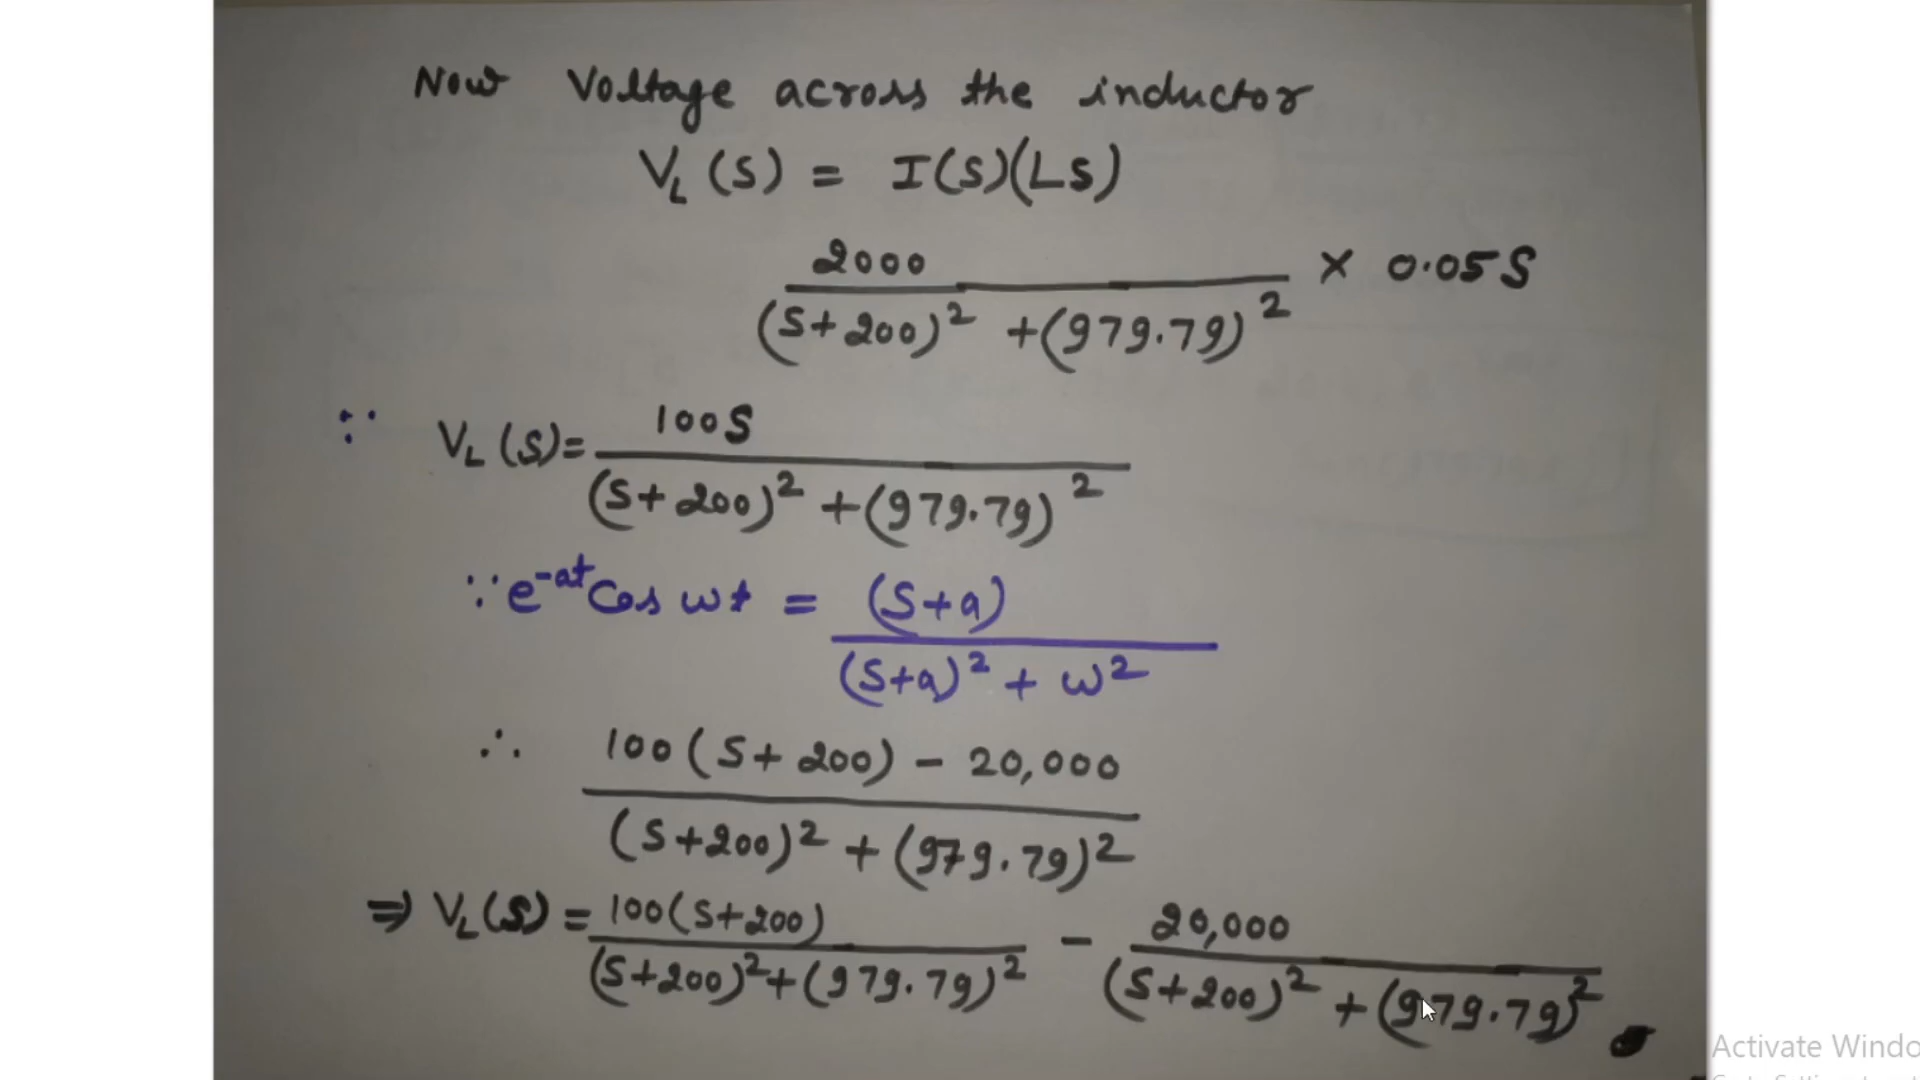 Now Voltage across the inductor
V_L(S) = I(S)(LS)
2000
(S+200)² + (979.79)² × 0.05S
∵ V_L(S) = 100S
(S+200)² + (979.79)²
∵ e^-at Cos ωt = (S+a)
(S+a)² + ω²
∴ 100(S+200) - 20,000
(S+200)² + (979.79)²
⇒ V_L(S) = 100(S+200) - 20,000
(S+200)² + (979.79)² (S+200)² + (979.79)²
Activate Windo